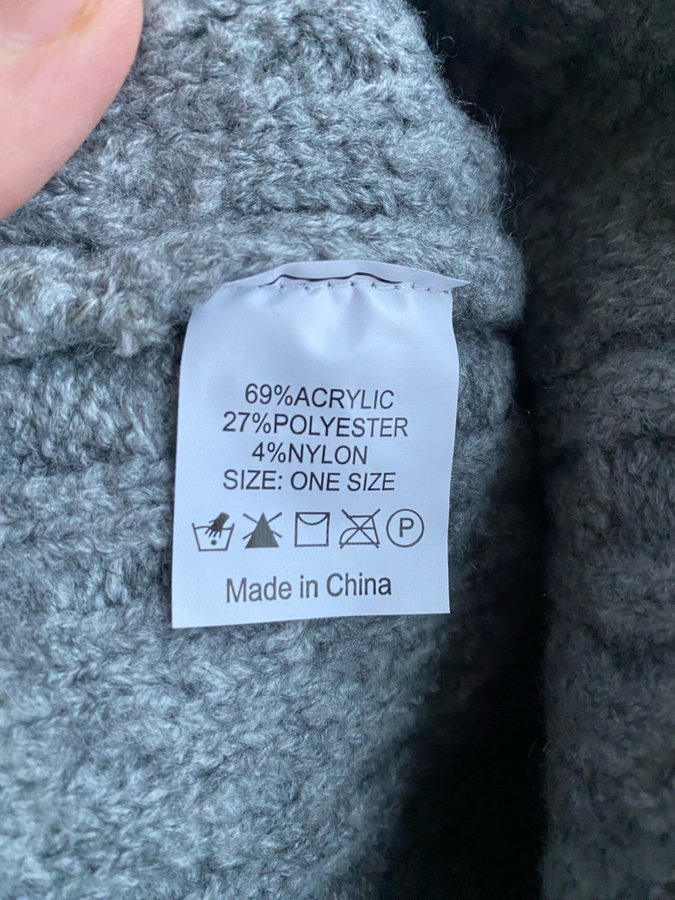 69%ACRYLIC
27%POLYESTER
4%NYLON
SIZE: ONE SIZE
P
Made in China